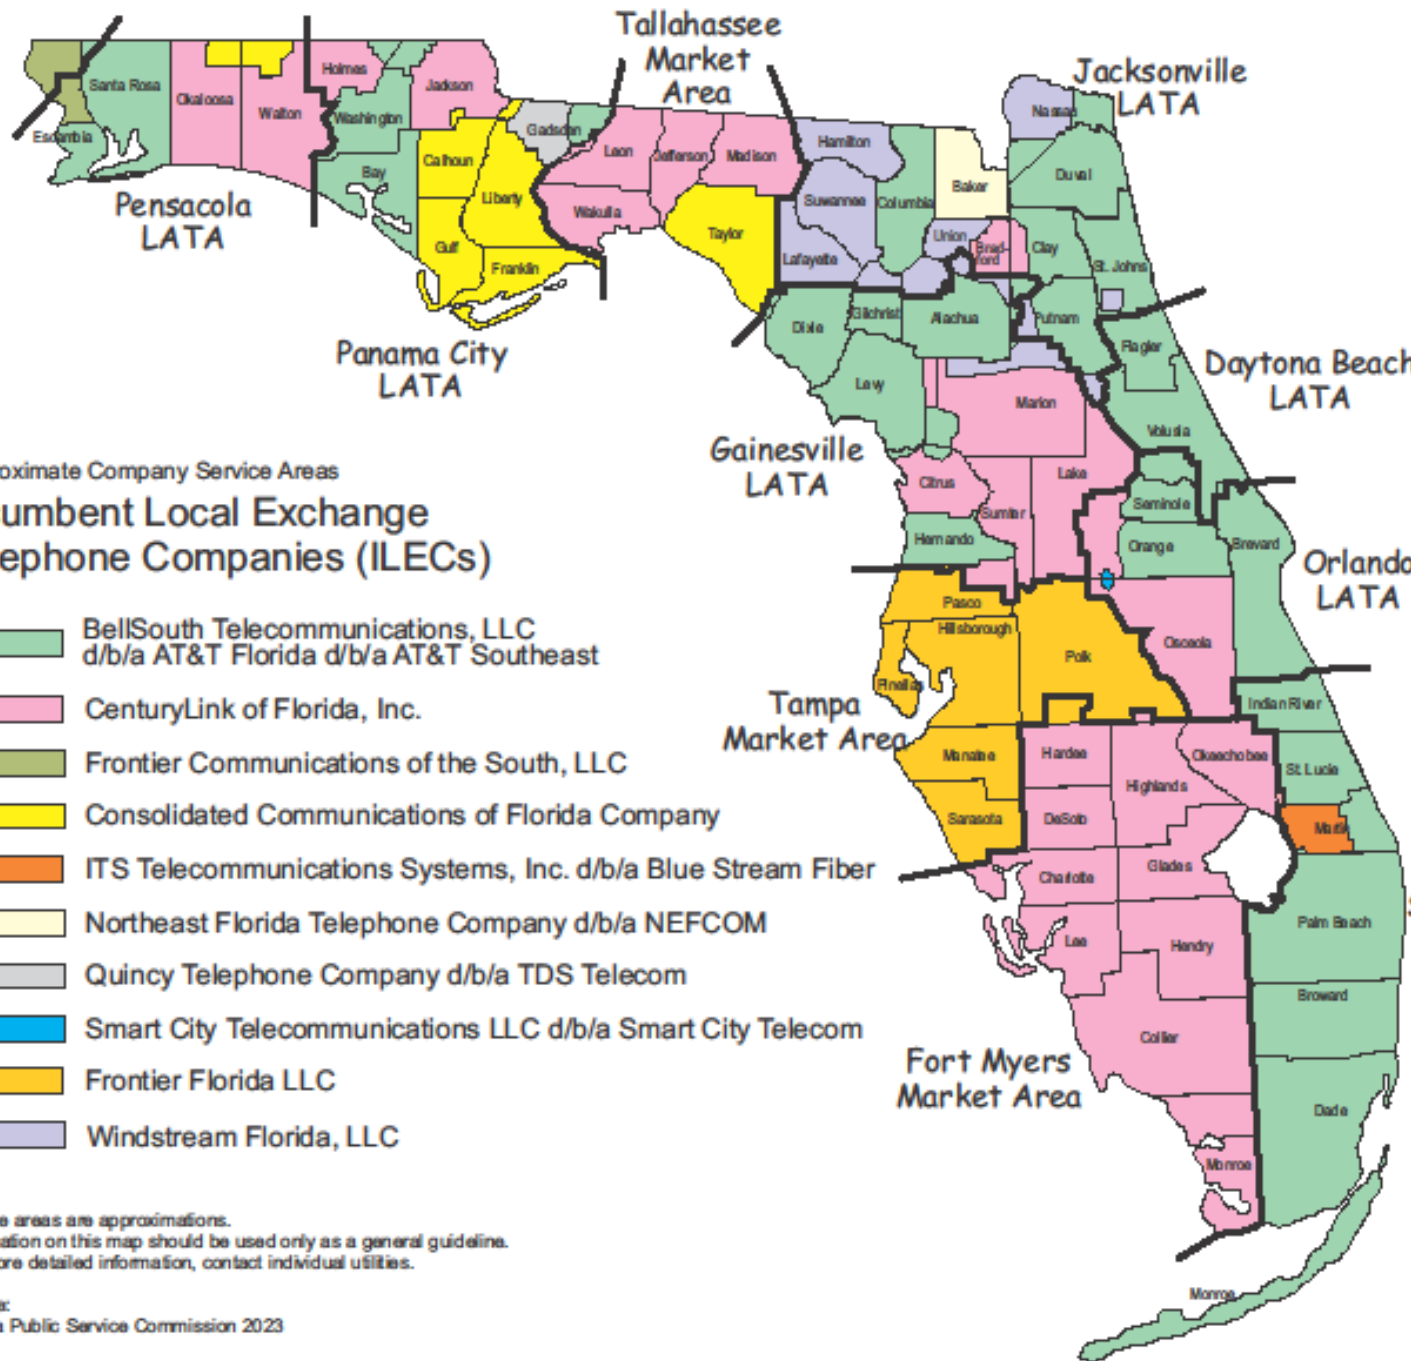 Tallahassee
Market
Area
Jacksonville
LATA
Pensacola
LATA
Panama City
LATA
Gainesville
LATA
Daytona Beach
LATA
Orlando
LATA
Tampa
Market Area
Fort Myers
Market Area
Escambia
Santa Rosa
Okaloosa
Walton
Holmes
Jackson
Washington
Bay
Calhoun
Gulf
Liberty
Franklin
Gadsden
Leon
Jefferson
Madison
Wakulla
Taylor
Hamilton
Suwannee
Lafayette
Columbia
Baker
Union
Brad-
ford
Nassau
Duval
Clay
St. Johns
Putnam
Flagler
Dixie
Gilchrist
Alachua
Levy
Marion
Volusia
Citrus
Sumter
Lake
Seminole
Orange
Brevard
Hernando
Pasco
Hillsborough
Pinellas
Polk
Osceola
Indian River
Manatee
Hardee
Highlands
Okeechobee
St. Lucie
Sarasota
DeSoto
Martin
Charlotte
Glades
Lee
Hendry
Palm Beach
Broward
Collier
Dade
Monroe
Monroe
oximate Company Service Areas
cumbent Local Exchange
ephone Companies (ILECs)
BellSouth Telecommunications, LLC
d/b/a AT&T Florida d/b/a AT&T Southeast
CenturyLink of Florida, Inc.
Frontier Communications of the South, LLC
Consolidated Communications of Florida Company
ITS Telecommunications Systems, Inc. d/b/a Blue Stream Fiber
Northeast Florida Telephone Company d/b/a NEFCOM
Quincy Telephone Company d/b/a TDS Telecom
Smart City Telecommunications LLC d/b/a Smart City Telecom
Frontier Florida LLC
Windstream Florida, LLC
e areas are approximations.
ation on this map should be used only as a general guideline.
ore detailed information, contact individual utilities.
a Public Service Commission 2023